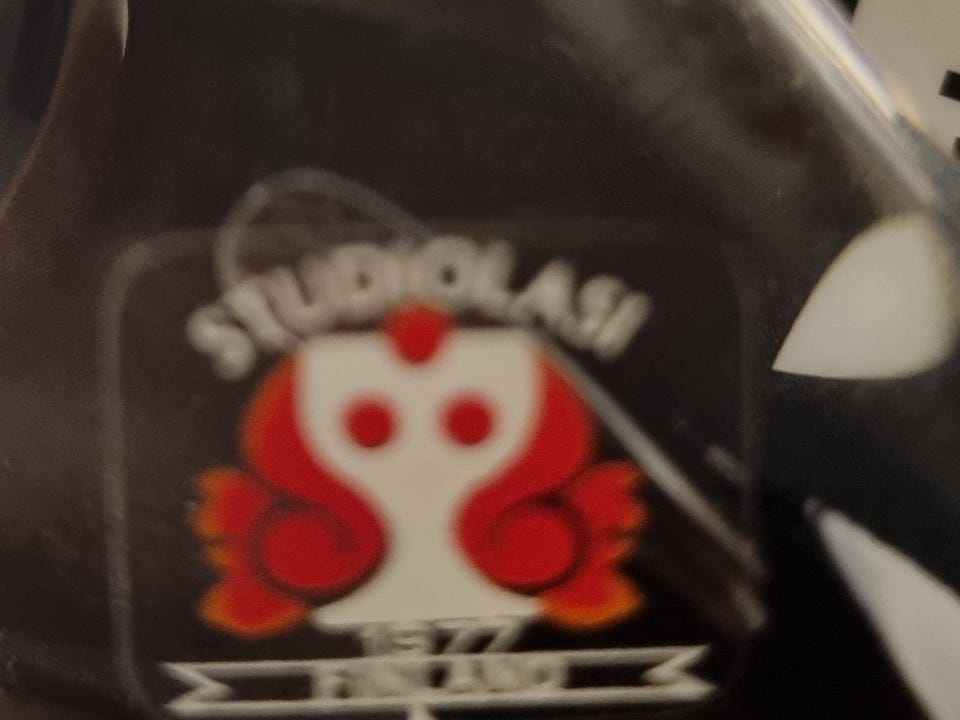 STUDIOLASI
1977
FINLAND